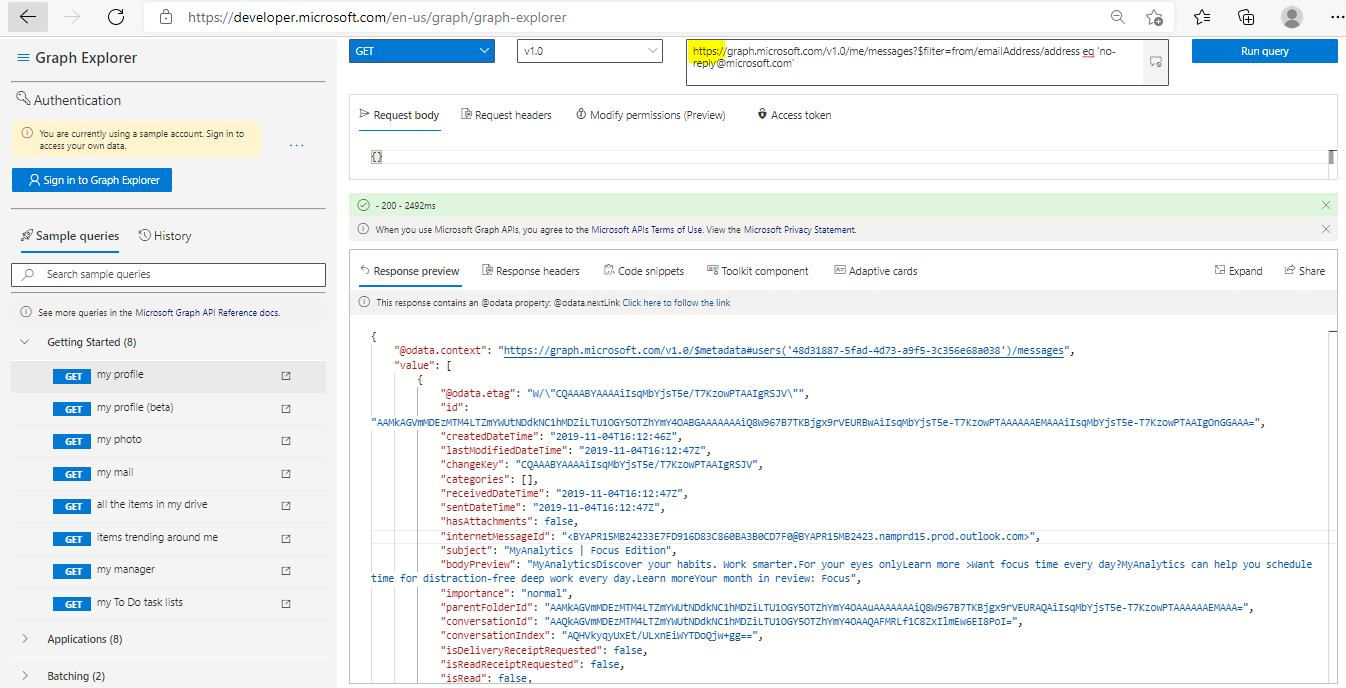 https://developer.microsoft.com/en-us/graph/graph-explorer
Graph Explorer
GET
v1.0
https://graph.microsoft.com/v1.0/me/messages?$filter=from/emailAddress/address eq 'no-
reply@microsoft.com'
Run query
Authentication
You are currently using a sample account. Sign in to
access your own data.
...
Sign in to Graph Explorer
Request body
Request headers
Modify permissions (Preview)
Access token
{}
- 200 - 2492ms
When you use Microsoft Graph APIs, you agree to the Microsoft APIs Terms of Use. View the Microsoft Privacy Statement.
Sample queries
History
Search sample queries
See more queries in the Microsoft Graph API Reference docs.
Getting Started (8)
GET my profile
GET my profile (beta)
GET my photo
GET my mail
GET all the items in my drive
GET items trending around me
GET my manager
GET my To Do task lists
Applications (8)
Batching (2)
Response preview
Response headers
Code snippets
Toolkit component
Adaptive cards
Expand
Share
This response contains an @odata property: @odata.nextLink Click here to follow the link
{
"@odata.context": "https://graph.microsoft.com/v1.0/$metadata#users('48d31887-5fad-4d73-a9f5-3c356e68a038')/messages",
"value": [
{
"@odata.etag": "W/\"CQAAABYAAAAiIsqMbYjsT5e/T7KzowPTAAIgRSJV\"",
"id":
"AAMkAGVmMDEzMTM4LTZmYWUtNDdkNC1hMDZiLTU1OGY5OTZhYmY4OABGAAAAAAAiQ8W967B7TKBjgx9rVEURBwAiIsqMbYjsT5e-T7KzowPTAAAAAAEMAAAiIsqMbYjsT5e-T7KzowPTAAIgOnGGAAA=",
"createdDateTime": "2019-11-04T16:12:46Z",
"lastModifiedDateTime": "2019-11-04T16:12:47Z",
"changeKey": "CQAAABYAAAAiIsqMbYjsT5e/T7KzowPTAAIgRSJV",
"categories": [],
"receivedDateTime": "2019-11-04T16:12:47Z",
"sentDateTime": "2019-11-04T16:12:47Z",
"hasAttachments": false,
"internetMessageId": "<BYAPR15MB24233E7FD916D83C860BA3B0CD7F0@BYAPR15MB2423.namprd15.prod.outlook.com>",
"subject": "MyAnalytics | Focus Edition",
"bodyPreview": "MyAnalyticsDiscover your habits. Work smarter.For your eyes onlyLearn more >Want focus time every day?MyAnalytics can help you schedule
time for distraction-free deep work every day.Learn moreYour month in review: Focus",
"importance": "normal",
"parentFolderId": "AAMkAGVmMDEzMTM4LTZmYWUtNDdkNC1hMDZiLTU1OGY5OTZhYmY4OAAuAAAAAAAiQ8W967B7TKBjgx9rVEURAQAiIsqMbYjsT5e-T7KzowPTAAAAAAEMAAA=",
"conversationId": "AAQkAGVmMDEzMTM4LTZmYWUtNDdkNC1hMDZiLTU1OGY5OTZhYmY4OAAQAFMRLf1C8ZxIlmEw6EI8PoI=",
"conversationIndex": "AQHVkyqyUxEt/ULxnEiWYTDoQjw+gg==",
"isDeliveryReceiptRequested": false,
"isReadReceiptRequested": false,
"isRead": false,